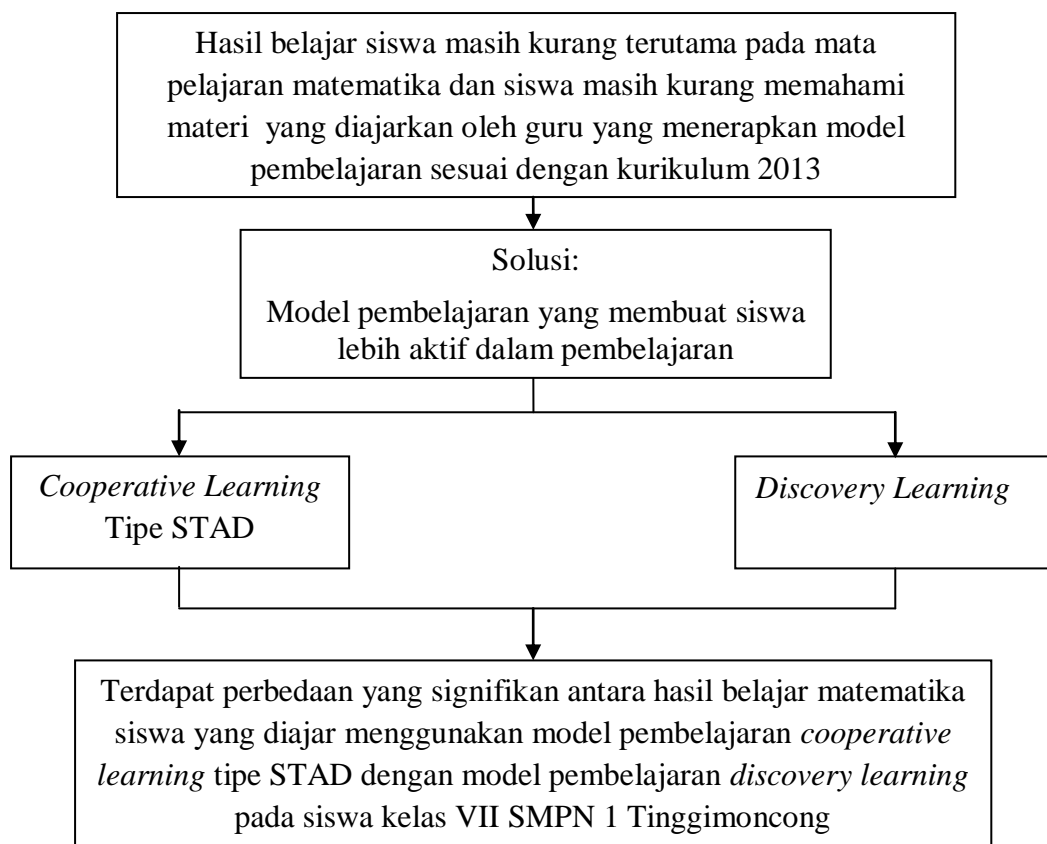 Hasil belajar siswa masih kurang terutama pada mata
pelajaran matematika dan siswa masih kurang memahami
materi yang diajarkan oleh guru yang menerapkan model
pembelajaran sesuai dengan kurikulum 2013
Solusi:
Model pembelajaran yang membuat siswa
lebih aktif dalam pembelajaran
Cooperative Learning
Tipe STAD
Discovery Learning
Terdapat perbedaan yang signifikan antara hasil belajar matematika
siswa yang diajar menggunakan model pembelajaran cooperative
learning tipe STAD dengan model pembelajaran discovery learning
pada siswa kelas VII SMPN 1 Tinggimoncong